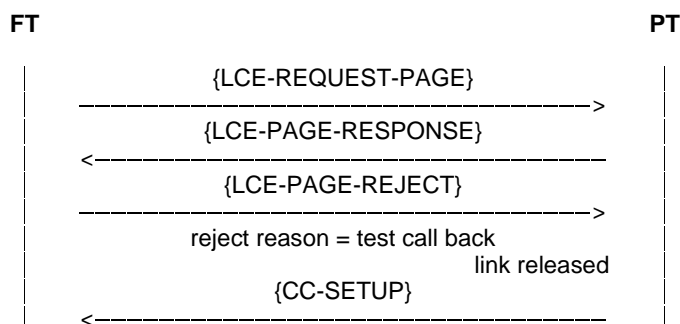 FT PT
{LCE-REQUEST-PAGE}
{LCE-PAGE-RESPONSE}
{LCE-PAGE-REJECT}
reject reason = test call back
link released
{CC-SETUP}